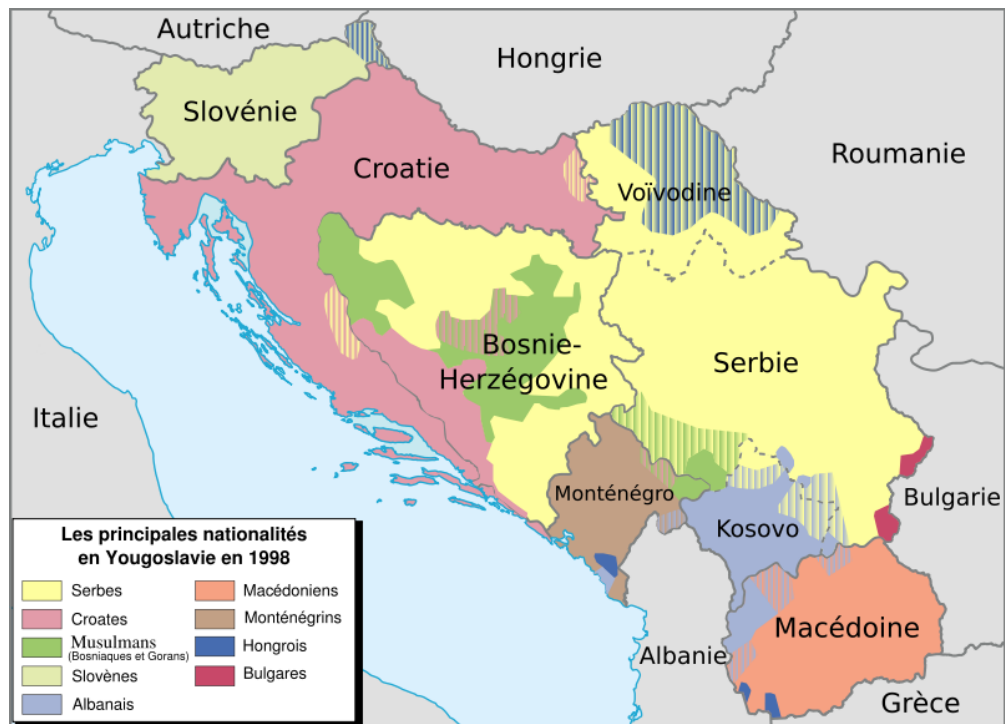 Autriche
Hongrie
Slovénie
Roumanie
Croatie
Voïvodine
Bosnie-
Herzégovine
Serbie
Italie
Monténégro
Bulgarie
Kosovo
Macédoine
Albanie
Grèce
Les principales nationalités
en Yougoslavie en 1998
Serbes
Croates
Musulmans
(Bosniaques et Gorans)
Slovènes
Albanais
Macédoniens
Monténégrins
Hongrois
Bulgares